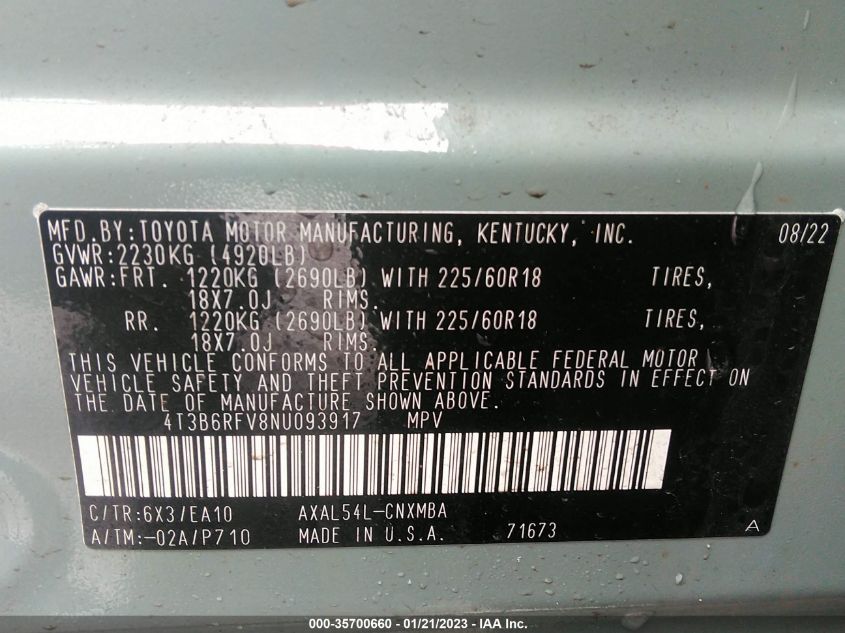 MFD.BY:TOYOTA MOTOR MANUFACTURING, KENTUCKY, INC. 08/22
GVWR:2230KG (4920LB)
GAWR:FRT. 1220KG (2690LB) WITH 225/60R18 TIRES,
18X7.0J RIMS.
RR. 1220KG (2690LB) WITH 225/60R18 TIRES,
18X7.0J RIMS.
THIS VEHICLE CONFORMS TO ALL APPLICABLE FEDERAL MOTOR
VEHICLE SAFETY AND THEFT PREVENTION STANDARDS IN EFFECT ON
THE DATE OF MANUFACTURE SHOWN ABOVE.
4T3B6RFV8NU093917 MPV
C/TR:6X3/EA10 AXAL54L-CNXMBA
A/TM:-02A/P710 MADE IN U.S.A. 71673 A
000-35700660 - 01/21/2023 - IAA Inc.